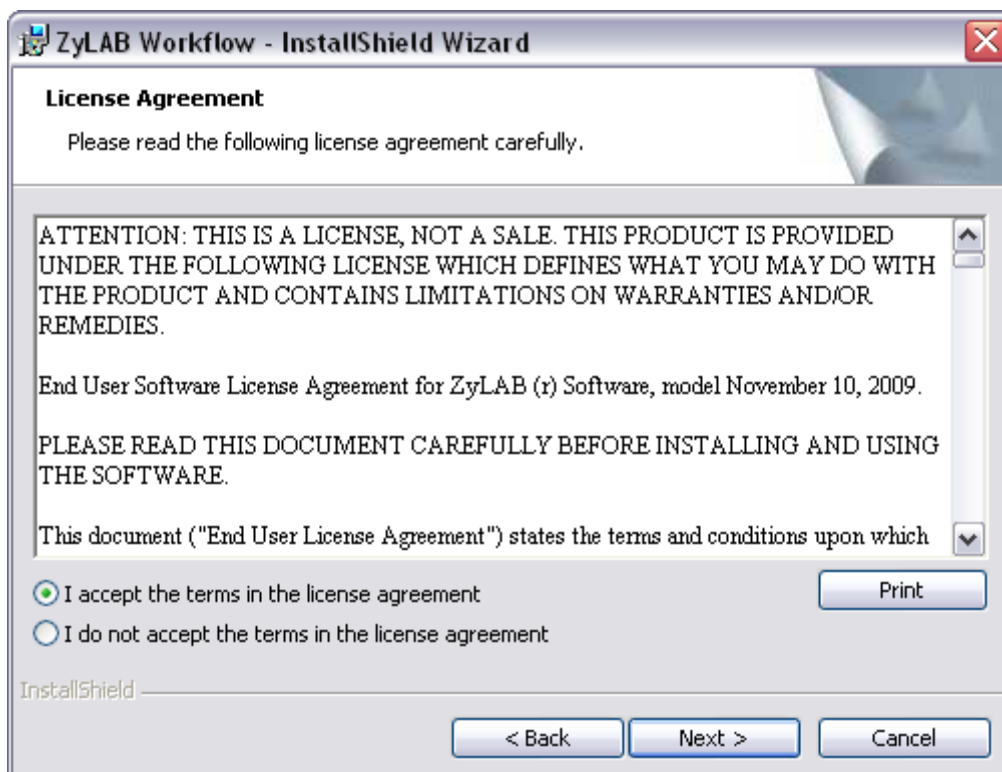 ZyLAB Workflow - InstallShield Wizard
License Agreement
Please read the following license agreement carefully.
ATTENTION: THIS IS A LICENSE, NOT A SALE. THIS PRODUCT IS PROVIDED
UNDER THE FOLLOWING LICENSE WHICH DEFINES WHAT YOU MAY DO WITH
THE PRODUCT AND CONTAINS LIMITATIONS ON WARRANTIES AND/OR
REMEDIES.
End User Software License Agreement for ZyLAB (r) Software, model November 10, 2009.
PLEASE READ THIS DOCUMENT CAREFULLY BEFORE INSTALLING AND USING
THE SOFTWARE.
This document ("End User License Agreement") states the terms and conditions upon which
I accept the terms in the license agreement
Print
I do not accept the terms in the license agreement
InstallShield
< Back
Next >
Cancel